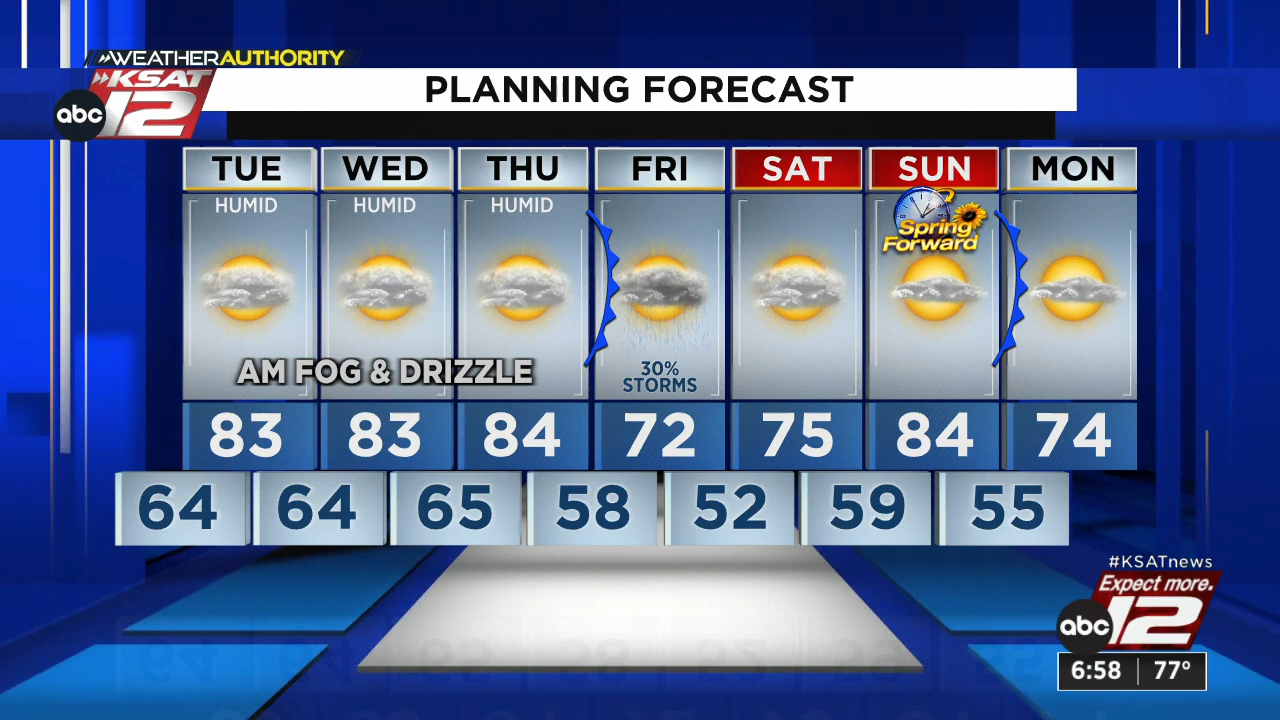 WEATHERAUTHORITY
KSAT
abc 12
PLANNING FORECAST
TUE WED THU FRI SAT SUN MON
HUMID HUMID HUMID
Spring
Forward
AM FOG & DRIZZLE
30%
STORMS
83 83 84 72 75 84 74
64 64 65 58 52 59 55
#KSATnews
Expect more.
abc 12
6:58 77°